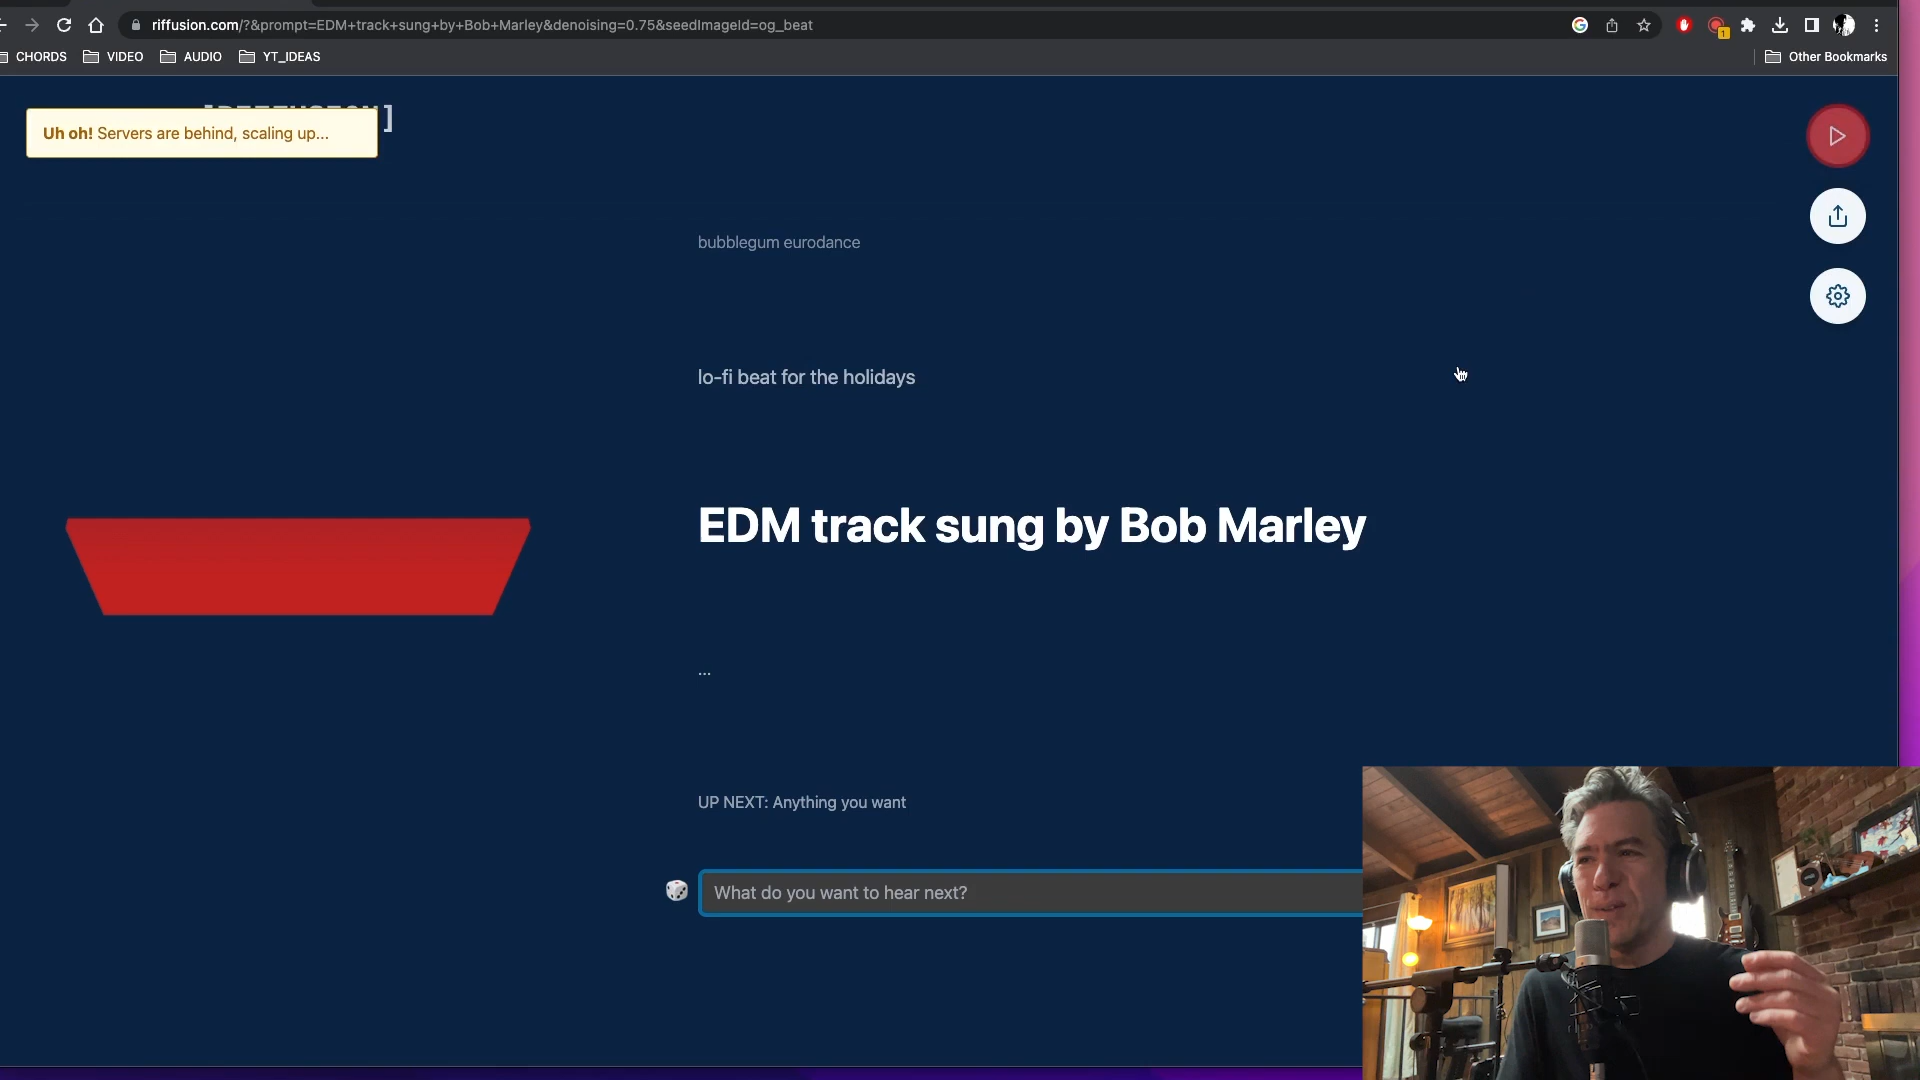 riffusion.com/?&prompt=EDM+track+sung+by+Bob+Marley&denoising=0.75&seedImageId=og_beat
1
CHORDS
VIDEO
AUDIO
YT_IDEAS
Other Bookmarks
[RIFFUSION]
Uh oh! Servers are behind, scaling up...
bubblegum eurodance
lo-fi beat for the holidays
EDM track sung by Bob Marley
...
UP NEXT: Anything you want
What do you want to hear next?